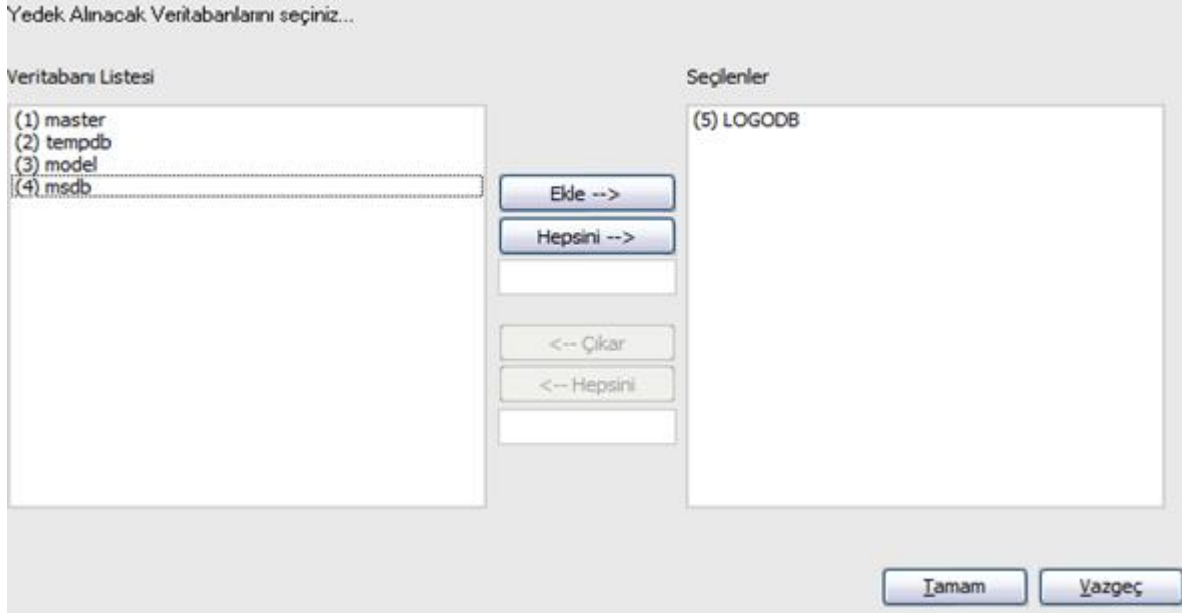 Yedek Alınacak Veritabanlarını seçiniz...
Veritabanı Listesi
(1) master
(2) tempdb
(3) model
(4) msdb
Ekle -->
Hepsini -->
<-- Çıkar
<-- Hepsini
Seçilenler
(5) LOGODB
Tamam
Vazgeç